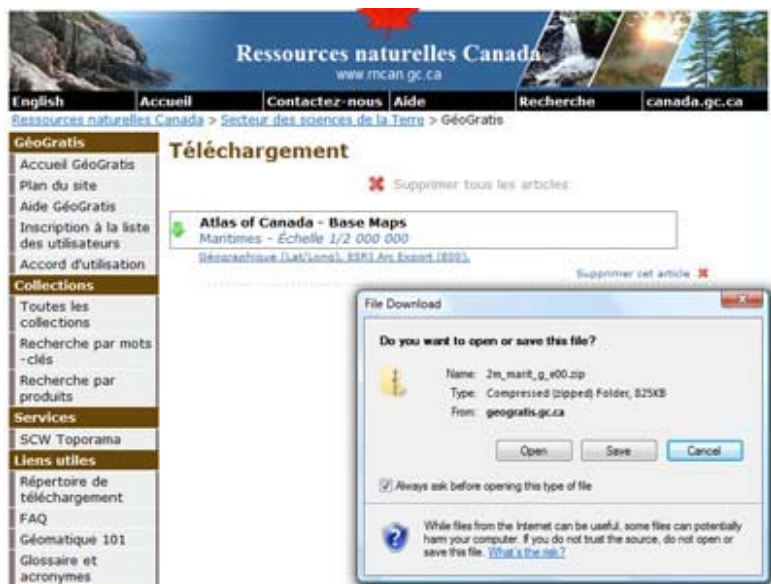 Ressources naturelles Canada
www.rncan.gc.ca
English Accueil Contactez-nous Aide Recherche canada.gc.ca
Ressources naturelles Canada > Secteur des sciences de la Terre > GéoGratis
GéoGratis
Accueil GéoGratis
Plan du site
Aide GéoGratis
Inscription à la liste
des utilisateurs
Accord d'utilisation
Collections
Toutes les
collections
Recherche par mots
-clés
Recherche par
produits
Services
SCW Toporama
Liens utiles
Répertoire de
téléchargement
FAQ
Géomatique 101
Glossaire et
acronymes
Téléchargement
Supprimer tous les articles
Atlas of Canada - Base Maps
Maritimes - Échelle 1/2 000 000
Géographique (Lat/Long), ESRI Arc Export (E00),
Supprimer cet article
File Download
Do you want to open or save this file?
Name: 2m_marit_g_e00.zip
Type: Compressed (zipped) Folder, 825KB
From: geogratis.gc.ca
Open Save Cancel
Always ask before opening this type of file
While files from the Internet can be useful, some files can potentially
harm your computer. If you do not trust the source, do not open or
save this file. What's the risk?